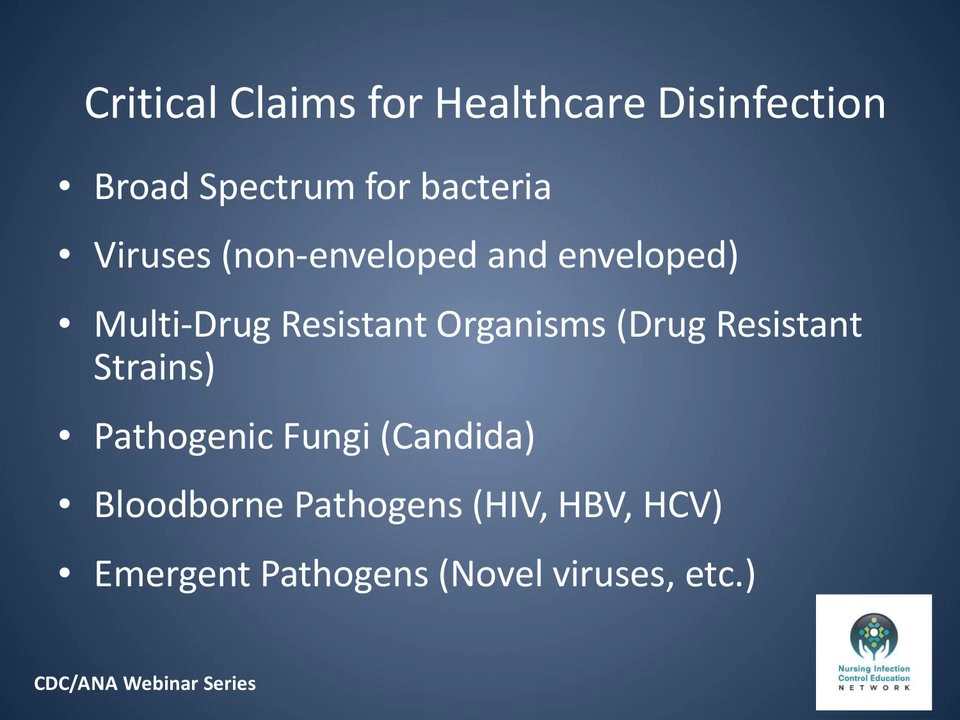 Critical Claims for Healthcare Disinfection
• Broad Spectrum for bacteria
• Viruses (non-enveloped and enveloped)
• Multi-Drug Resistant Organisms (Drug Resistant
Strains)
• Pathogenic Fungi (Candida)
• Bloodborne Pathogens (HIV, HBV, HCV)
• Emergent Pathogens (Novel viruses, etc.)
CDC/ANA Webinar Series
Nursing Infection
Control Education
NETWORK